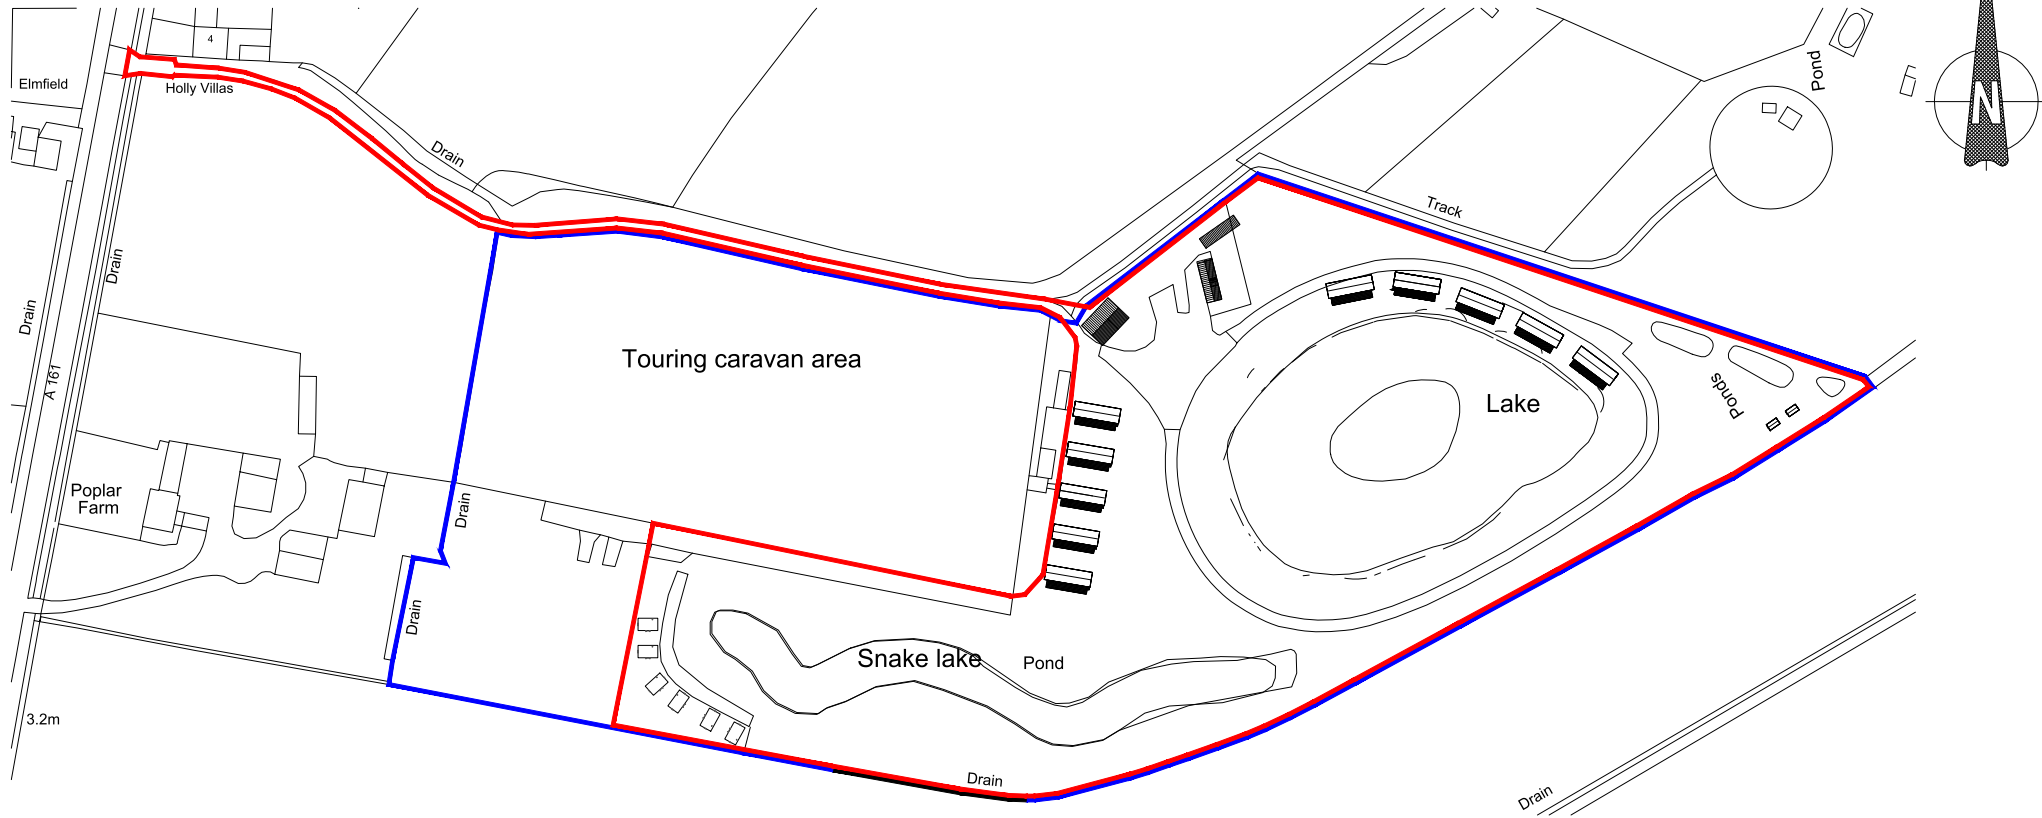 4
Elmfield
Holly Villas
Drain
Pond
N
Track
Drain
Drain
A 161
Touring caravan area
Lake
Ponds
Poplar
Farm
Drain
Drain
Snake lake
Pond
3.2m
Drain
Drain